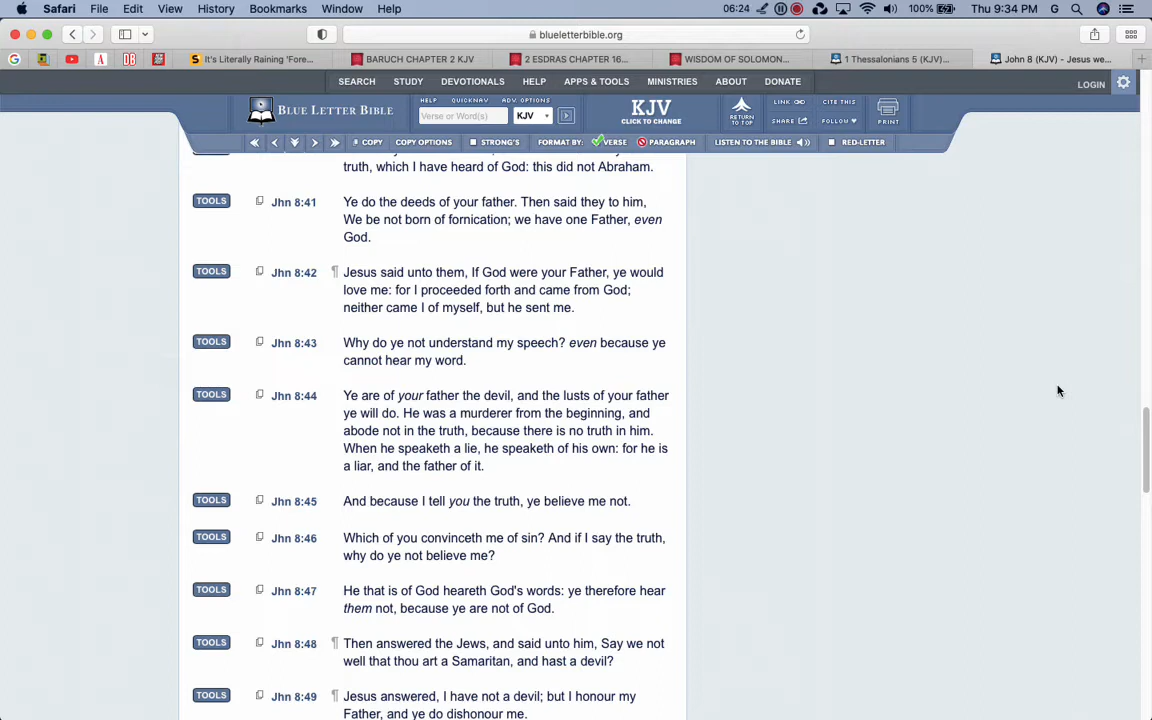 Safari File Edit View History Bookmarks Window Help 06:24 100% Thu 9:34 PM G
blueletterbible.org
It's Literally Raining 'Fore... BARUCH CHAPTER 2 KJV 2 ESDRAS CHAPTER 16... WISDOM OF SOLOMON... 1 Thessalonians 5 (KJV)... John 8 (KJV) - Jesus we...
SEARCH STUDY DEVOTIONALS HELP APPS & TOOLS MINISTRIES ABOUT DONATE LOGIN
BLUE LETTER BIBLE
HELP QUICKNAV ADV. OPTIONS
Verse or Word(s) KJV
KJV
CLICK TO CHANGE
RETURN
TO TOP
LINK CITE THIS
SHARE FOLLOW
PRINT
COPY COPY OPTIONS STRONG'S FORMAT BY: VERSE PARAGRAPH LISTEN TO THE BIBLE RED-LETTER
truth, which I have heard of God: this did not Abraham.
TOOLS Jhn 8:41 Ye do the deeds of your father. Then said they to him,
We be not born of fornication; we have one Father, even
God.
TOOLS Jhn 8:42 ¶ Jesus said unto them, If God were your Father, ye would
love me: for I proceeded forth and came from God;
neither came I of myself, but he sent me.
TOOLS Jhn 8:43 Why do ye not understand my speech? even because ye
cannot hear my word.
TOOLS Jhn 8:44 Ye are of your father the devil, and the lusts of your father
ye will do. He was a murderer from the beginning, and
abode not in the truth, because there is no truth in him.
When he speaketh a lie, he speaketh of his own: for he is
a liar, and the father of it.
TOOLS Jhn 8:45 And because I tell you the truth, ye believe me not.
TOOLS Jhn 8:46 Which of you convinceth me of sin? And if I say the truth,
why do ye not believe me?
TOOLS Jhn 8:47 He that is of God heareth God's words: ye therefore hear
them not, because ye are not of God.
TOOLS Jhn 8:48 ¶ Then answered the Jews, and said unto him, Say we not
well that thou art a Samaritan, and hast a devil?
TOOLS Jhn 8:49 ¶ Jesus answered, I have not a devil; but I honour my
Father, and ye do dishonour me.